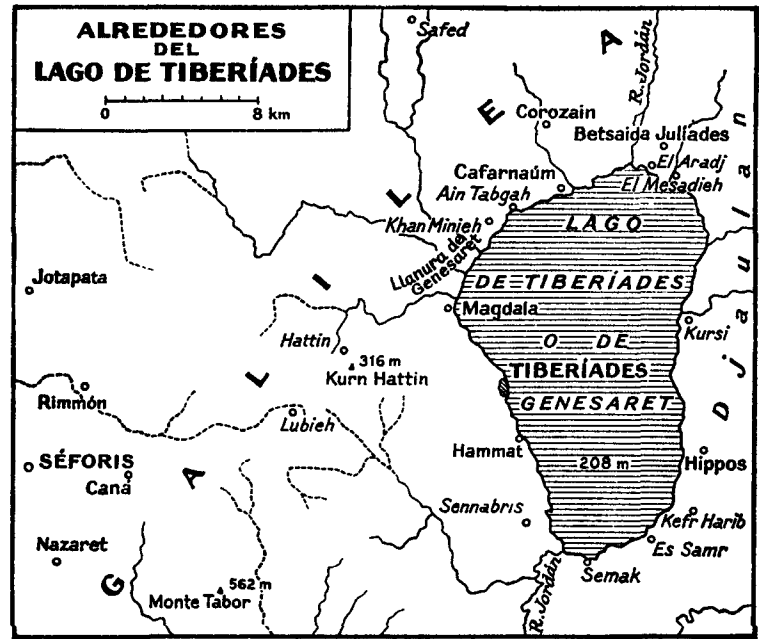 ALREDEDORES
DEL
LAGO DE TIBERÍADES
0 8 km
Safed
R. Jordán
Corozain
Betsaida Juliades
El Aradj
El Mesadieh
Cafarnaúm
Ain Tabgah
Khan Minieh
Llanura de
Genesaret
LAGO
DE TIBERÍADES
O DE
TIBERÍADES
GENESARET
208 m
Jotapata
Magdala
Kursi
Hattin
316 m
Kurn Hattin
Rimmón
Lubieh
SÉFORIS
Caná
Hammat
Hippos
Sennabris
Kefr Harib
Es Samr
Nazaret
562 m
Monte Tabor
R. Jordán
Semak
GALILEA
Djaulan